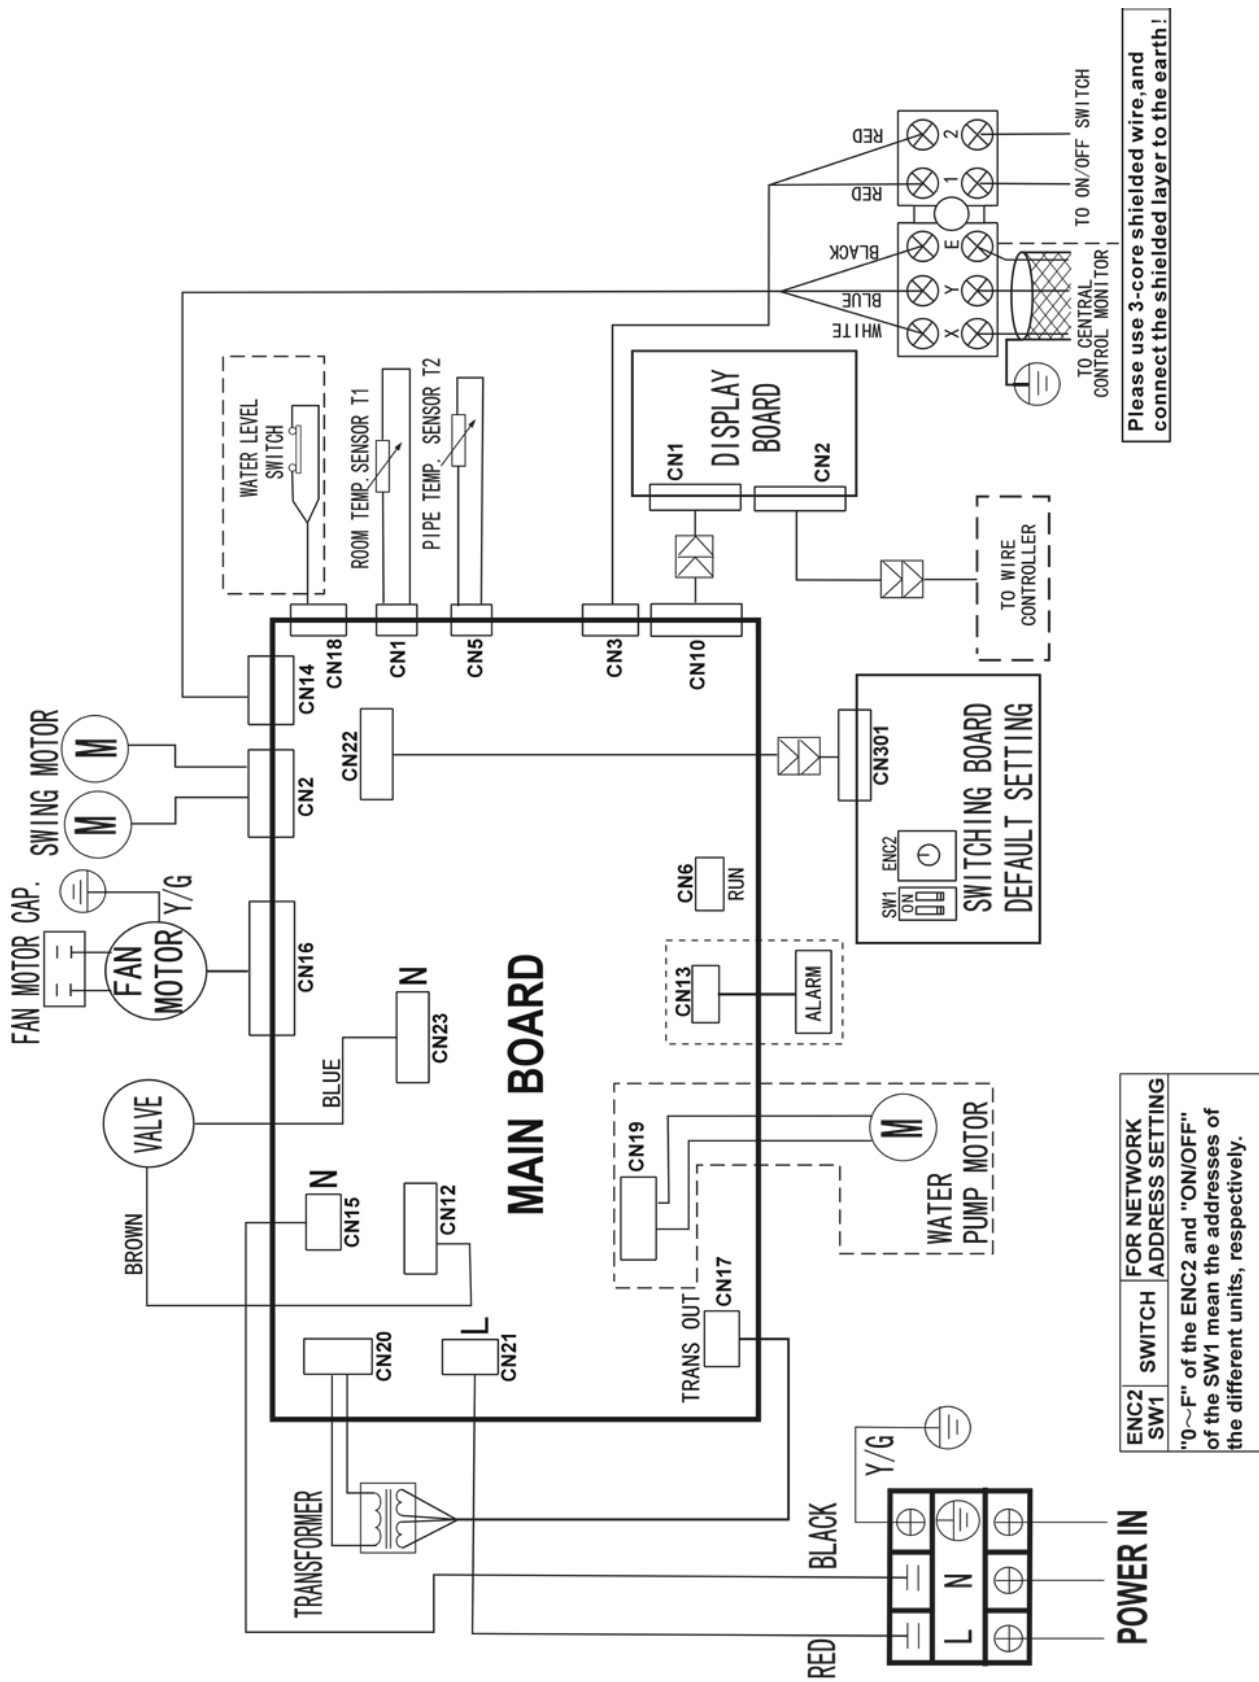 FAN MOTOR CAP.
SWING MOTOR
M
M
FAN
MOTOR
Y/G
VALVE
BROWN
BLUE
TRANSFORMER
CN20
CN15
N
CN12
CN21
L
CN23
N
CN16
CN2
CN14
CN22
CN18
CN1
CN5
CN3
CN10
MAIN BOARD
WATER LEVEL
SWITCH
ROOM TEMP. SENSOR T1
PIPE TEMP. SENSOR T2
TRANS OUT
CN17
CN19
WATER
PUMP MOTOR
M
CN13
ALARM
CN6
RUN
CN301
SW1
ON
ENC2
SWITCHING BOARD
DEFAULT SETTING
CN1
CN2
DISPLAY
BOARD
TO WIRE
CONTROLLER
WHITE
BLUE
BLACK
RED
RED
X
Y
E
1
2
TO CENTRAL
CONTROL MONITOR
TO ON/OFF SWITCH
Please use 3-core shielded wire,and
connect the shielded layer to the earth!
RED
BLACK
Y/G
L
N
POWER IN
ENC2
SW1
SWITCH
FOR NETWORK
ADDRESS SETTING
"0～F" of the ENC2 and "ON/OFF"
of the SW1 mean the addresses of
the different units, respectively.